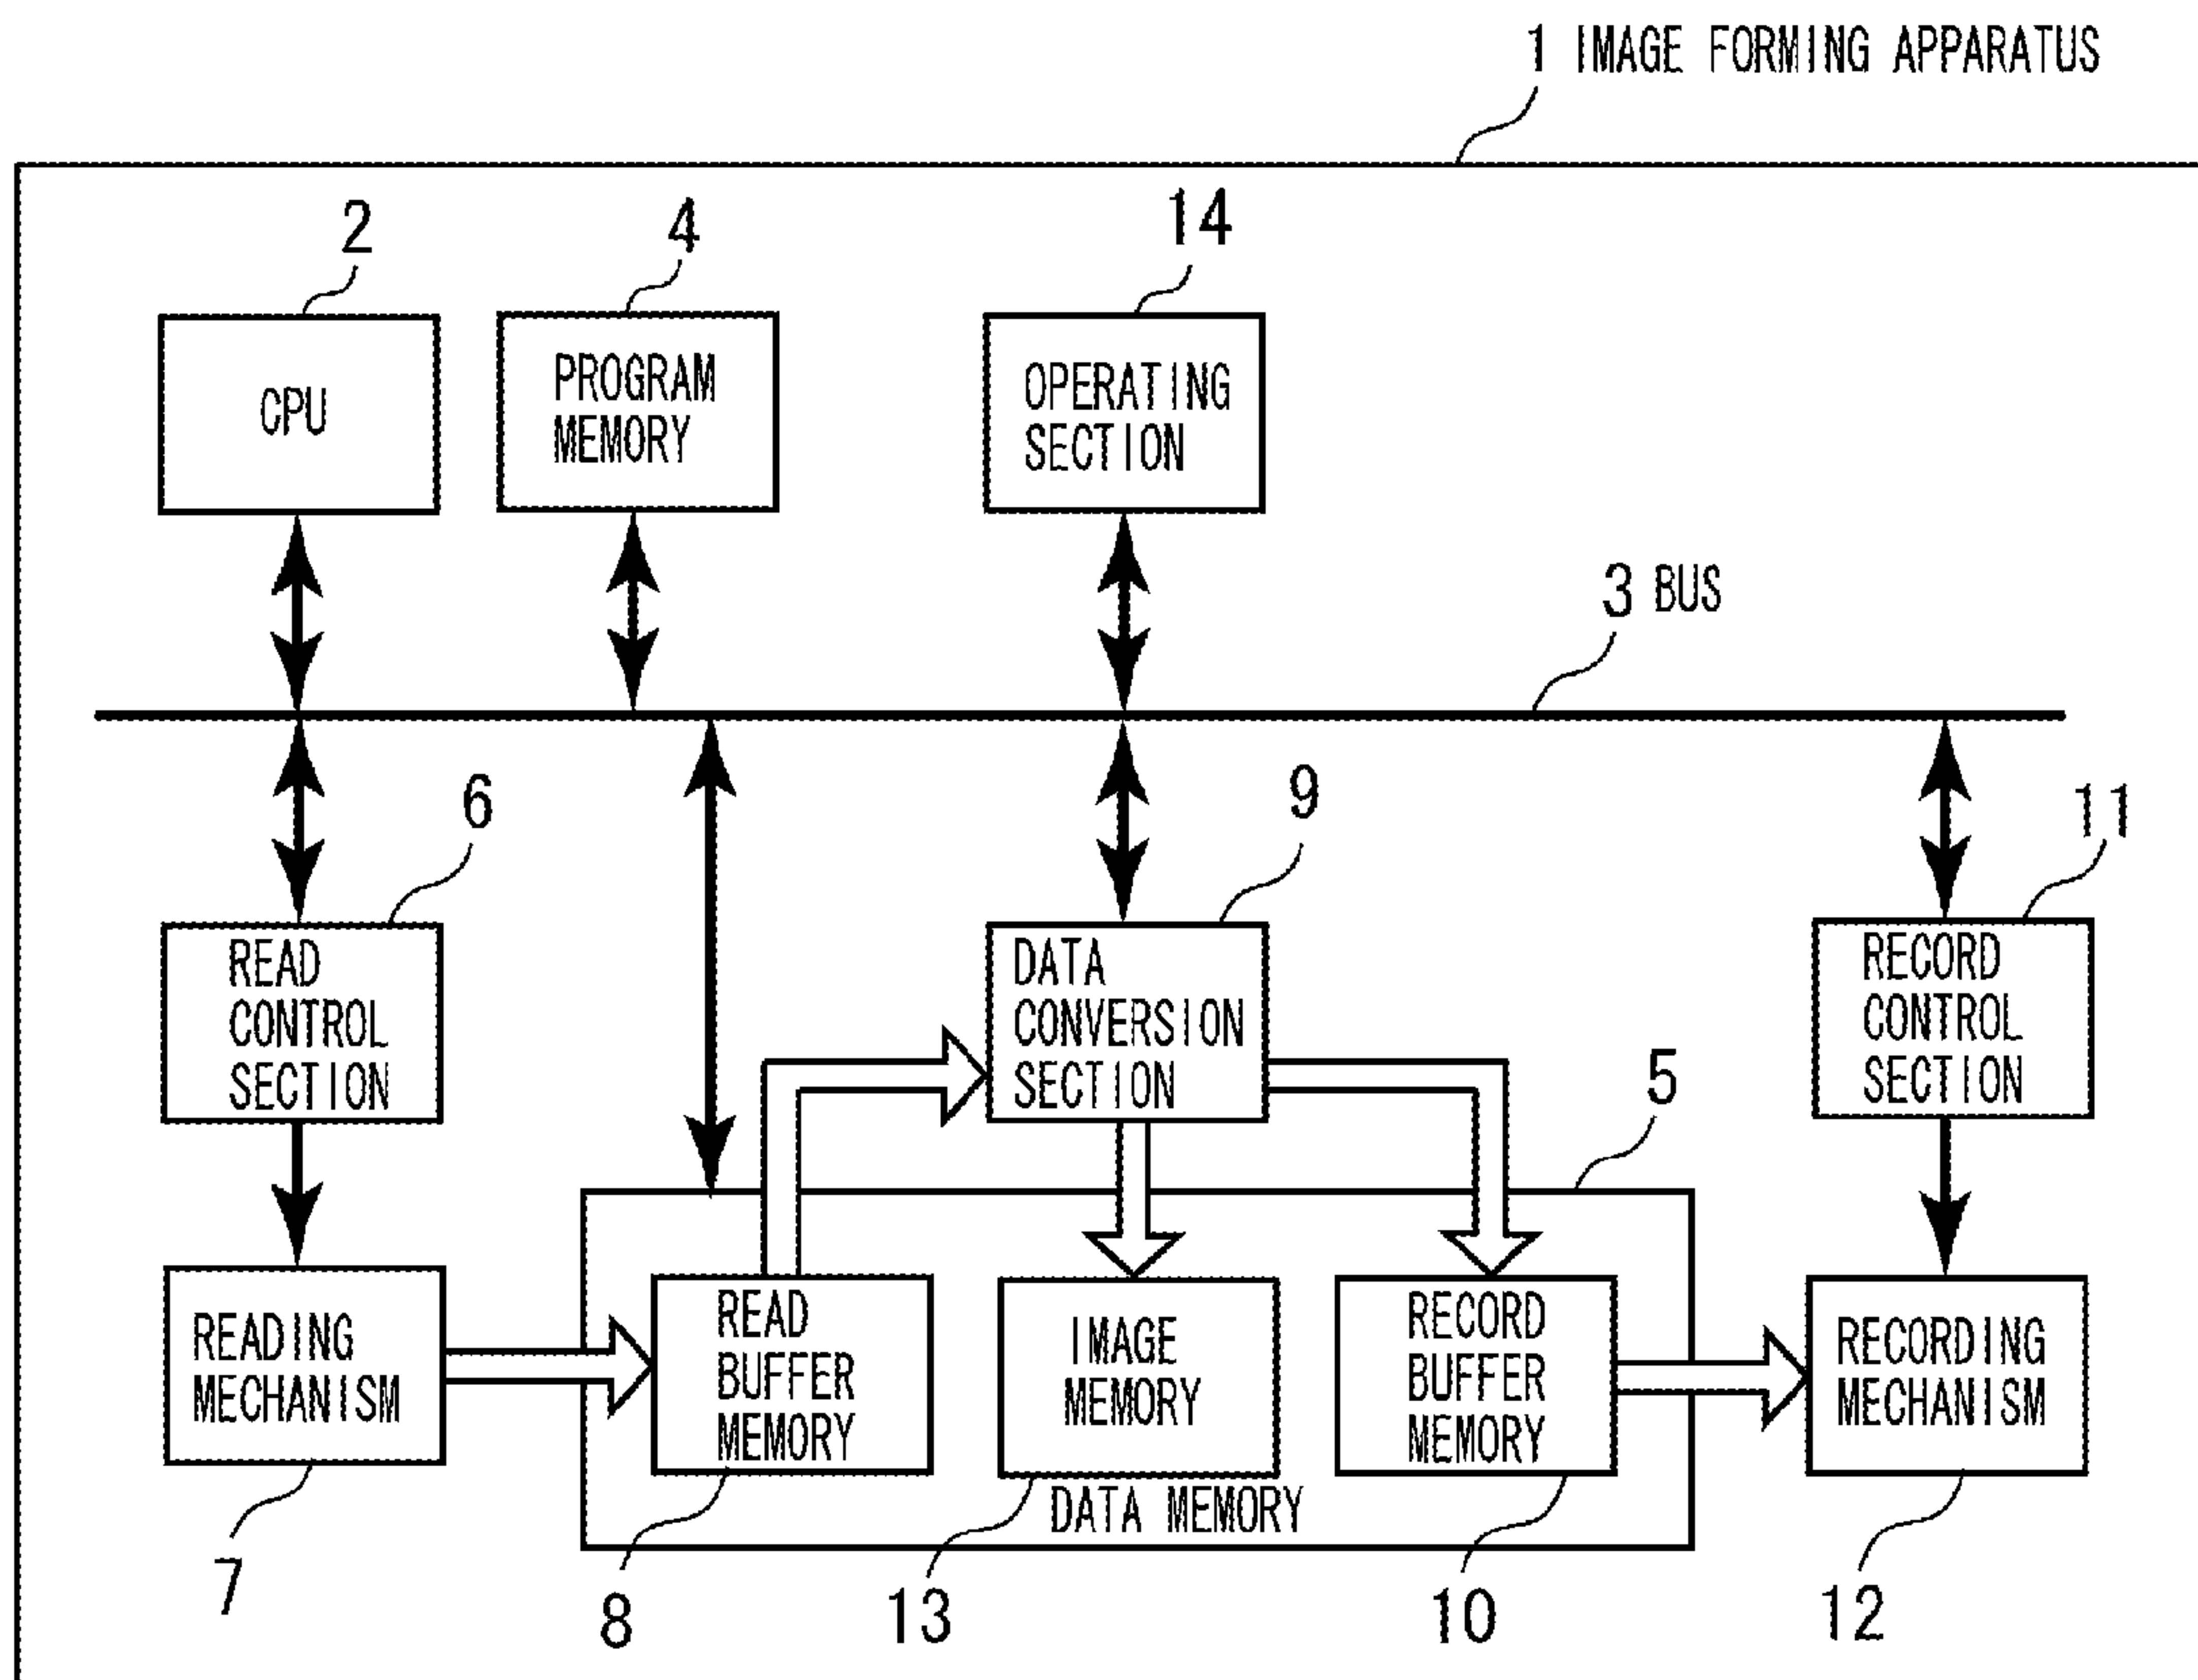 1 IMAGE FORMING APPARATUS
2
4
14
CPU
PROGRAM
MEMORY
OPERATING
SECTION
3 BUS
6
9
11
READ
CONTROL
SECTION
DATA
CONVERSION
SECTION
RECORD
CONTROL
SECTION
5
READING
MECHANISM
READ
BUFFER
MEMORY
IMAGE
MEMORY
RECORD
BUFFER
MEMORY
RECORDING
MECHANISM
DATA MEMORY
7
8
13
10
12